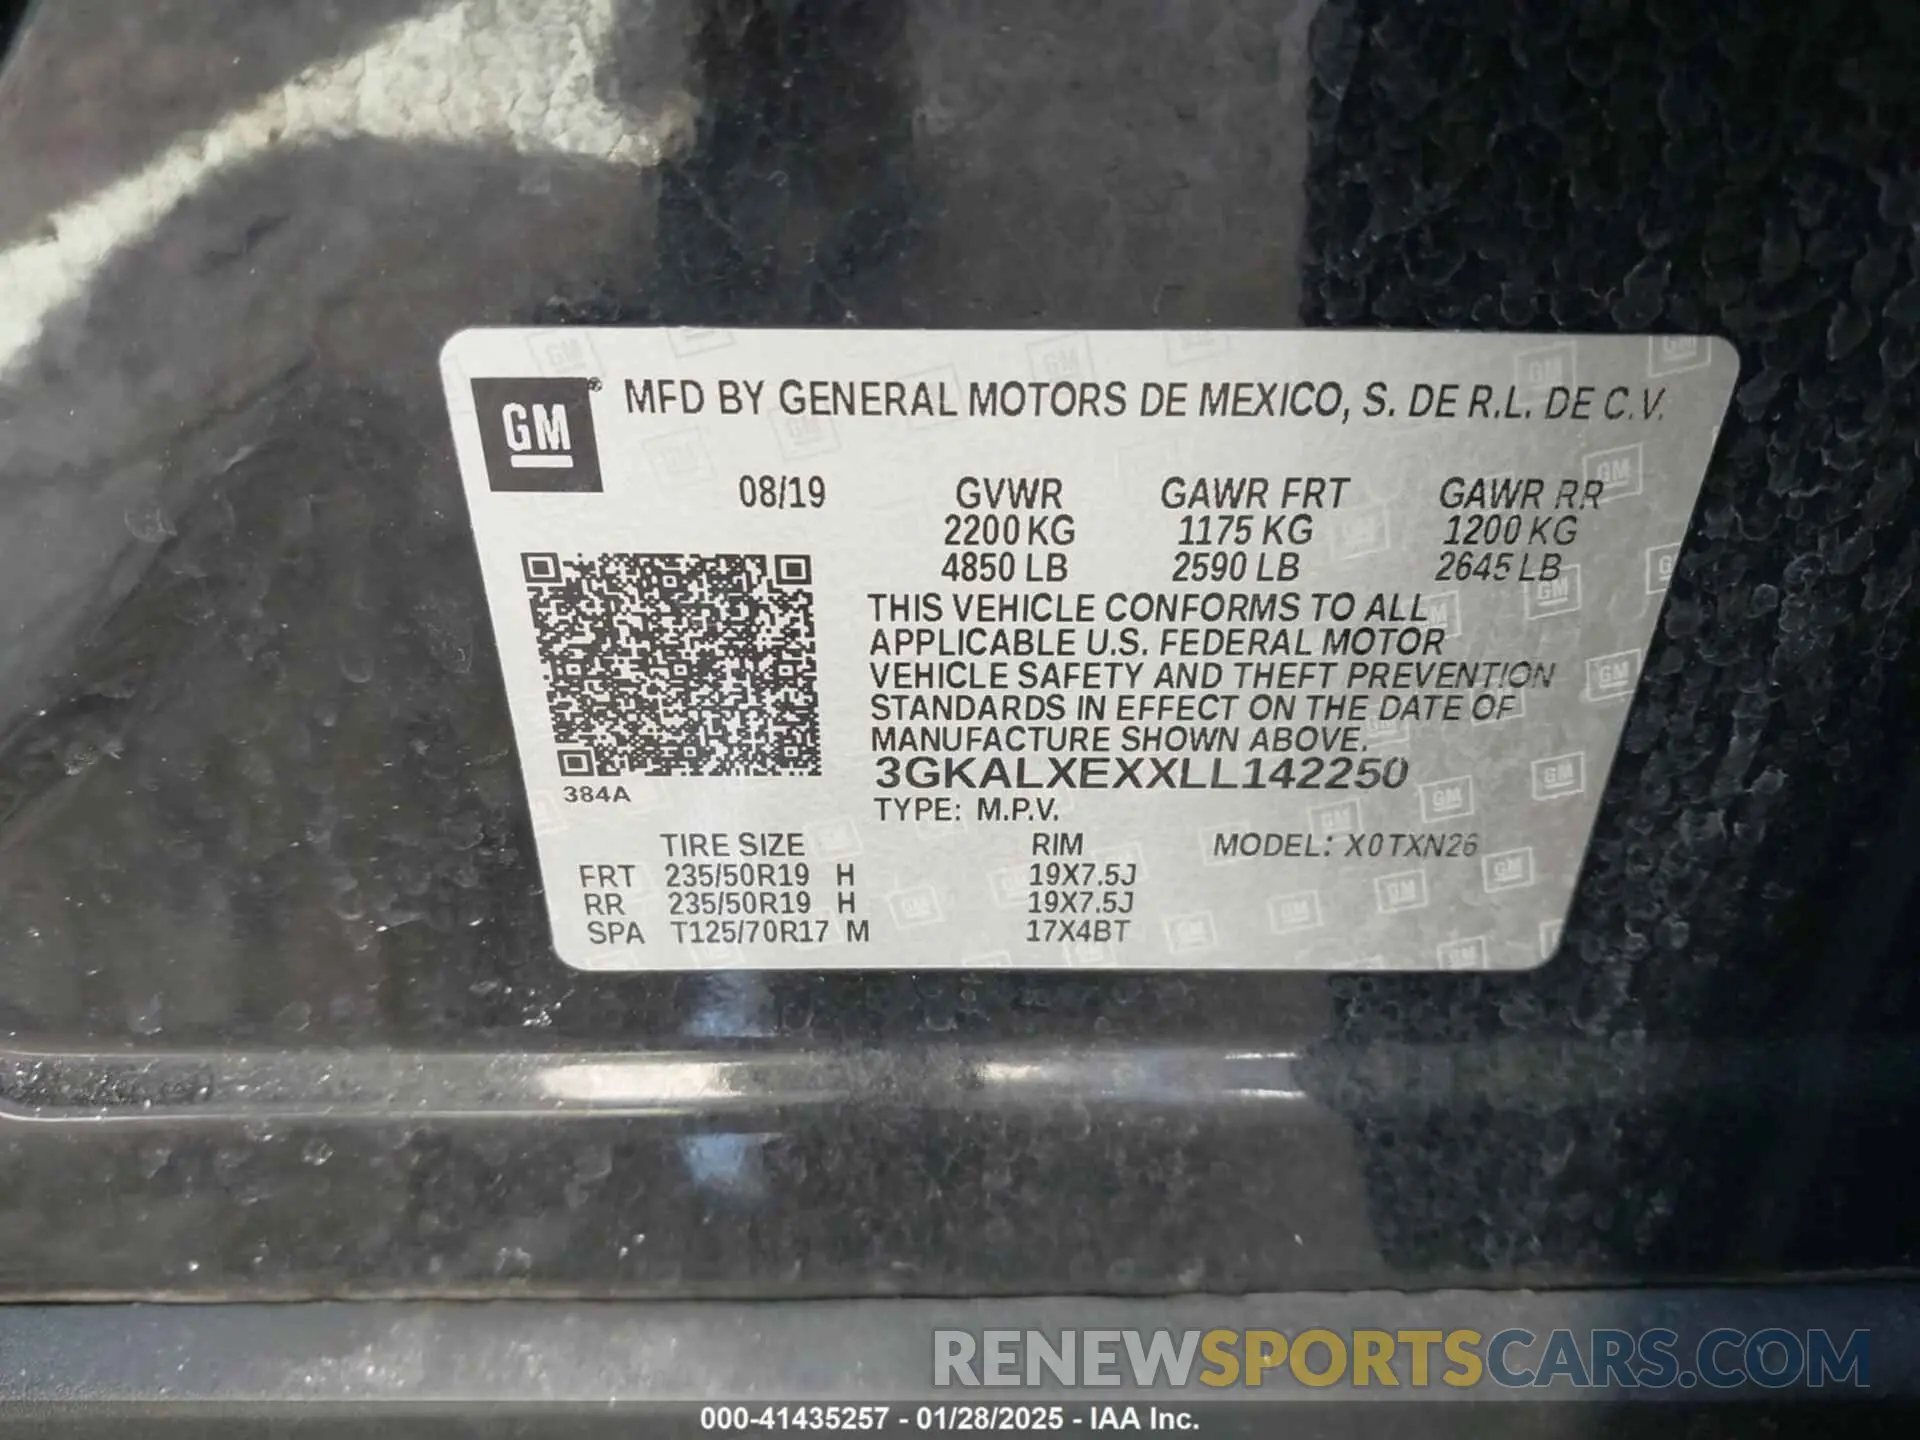 GM® MFD BY GENERAL MOTORS DE MEXICO, S. DE R.L. DE C.V.
08/19 GVWR GAWR FRT GAWR RR
2200 KG 1175 KG 1200 KG
4850 LB 2590 LB 2645 LB
THIS VEHICLE CONFORMS TO ALL
APPLICABLE U.S. FEDERAL MOTOR
VEHICLE SAFETY AND THEFT PREVENTION
STANDARDS IN EFFECT ON THE DATE OF
MANUFACTURE SHOWN ABOVE.
3GKALXEXXLL142250
384A
TYPE: M.P.V.
TIRE SIZE RIM MODEL: X0TXN26
FRT 235/50R19 H 19X7.5J
RR 235/50R19 H 19X7.5J
SPA T125/70R17 M 17X4BT
RENEWSPORTSCARS.COM
000-41435257 - 01/28/2025 - IAA Inc.